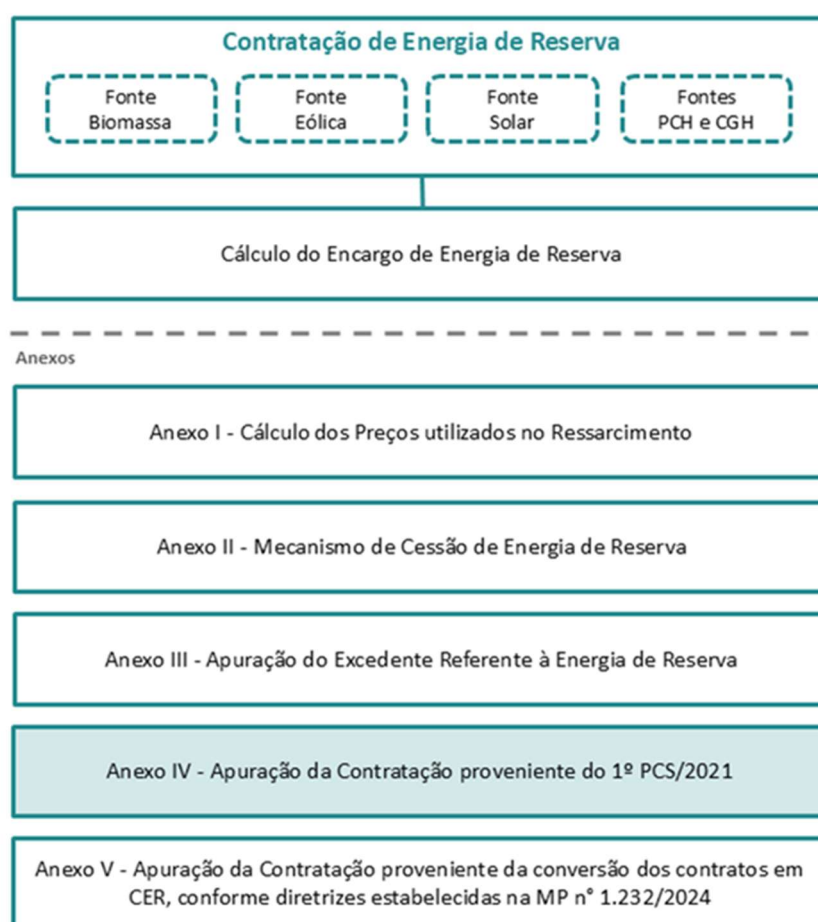 Contratação de Energia de Reserva
Fonte
Biomassa
Fonte
Eólica
Fonte
Solar
Fontes
PCH e CGH
Cálculo do Encargo de Energia de Reserva
Anexos
Anexo I - Cálculo dos Preços utilizados no Ressarcimento
Anexo II - Mecanismo de Cessão de Energia de Reserva
Anexo III - Apuração do Excedente Referente à Energia de Reserva
Anexo IV - Apuração da Contratação proveniente do 1º PCS/2021
Anexo V - Apuração da Contratação proveniente da conversão dos contratos em
CER, conforme diretrizes estabelecidas na MP n° 1.232/2024